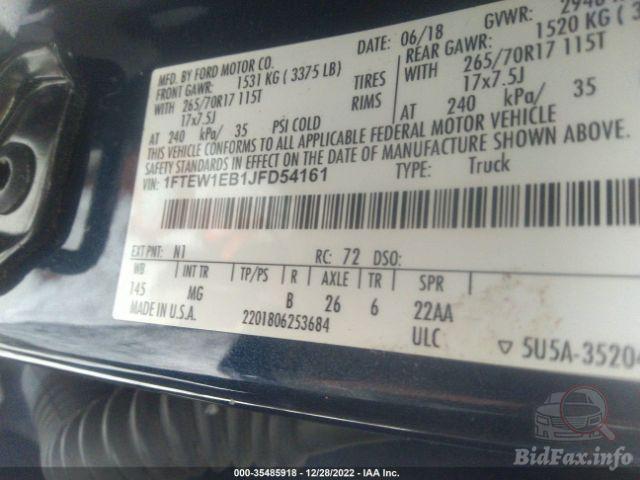 MFD. BY FORD MOTOR CO.
DATE: 06/18
GVWR:
FRONT GAWR: 1531 KG ( 3375 LB)
REAR GAWR: 1520 KG
WITH 265/70R17 115T TIRES
WITH 265/70R17 115T
17x7.5J RIMS
17x7.5J
AT 240 kPa/ 35 PSI COLD
AT 240 kPa/ 35
THIS VEHICLE CONFORMS TO ALL APPLICABLE FEDERAL MOTOR VEHICLE
SAFETY STANDARDS IN EFFECT ON THE DATE OF MANUFACTURE SHOWN ABOVE.
VIN: 1FTEW1EB1JFD54161
TYPE: Truck
EXT PNT: N1 RC: 72 DSO:
WB INT TR TP/PS R AXLE TR SPR
145 MG B 26 6 22AA
MADE IN U.S.A. 2201806253684 ULC
5U5A-35204
BidFax.info
000-35485918 - 12/28/2022 - IAA Inc.